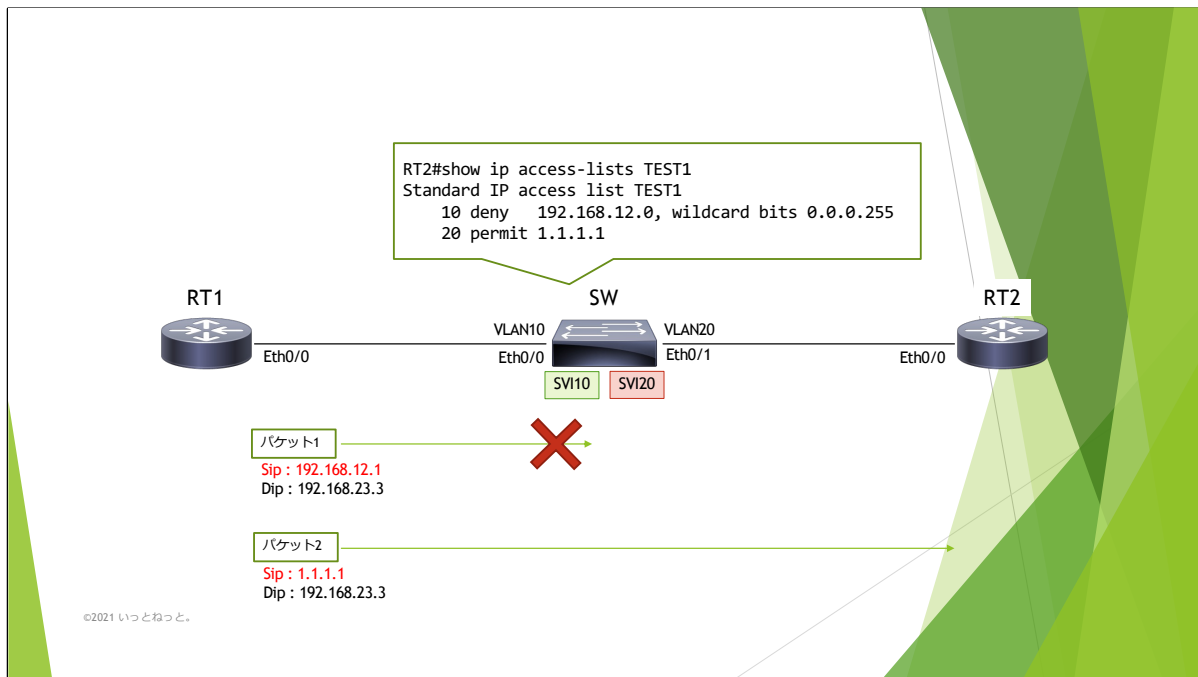 RT2#show ip access-lists TEST1
Standard IP access list TEST1
    10 deny   192.168.12.0, wildcard bits 0.0.0.255
    20 permit 1.1.1.1
RT1
SW
RT2
VLAN10
VLAN20
Eth0/0
Eth0/0
Eth0/1
Eth0/0
SVI10
SVI20
パケット1
Sip : 192.168.12.1
Dip : 192.168.23.3
パケット2
Sip : 1.1.1.1
Dip : 192.168.23.3
©2021 いっとねっと。